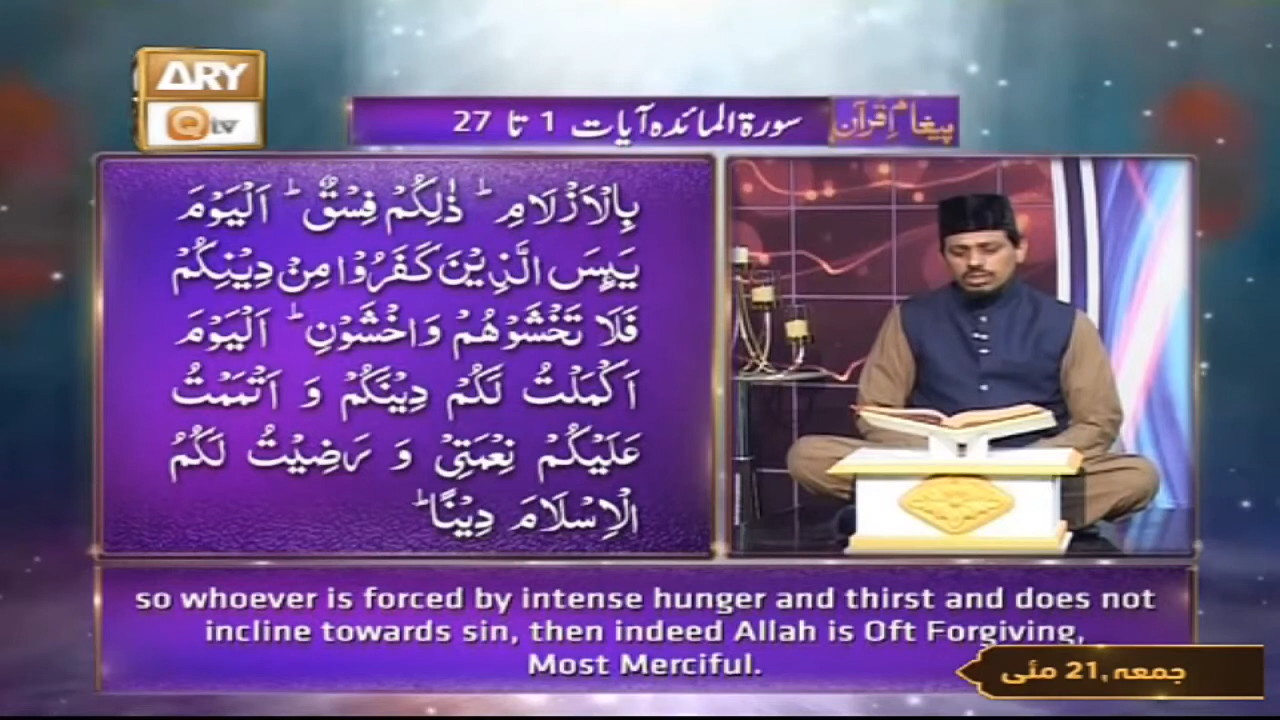 ARY
Qtv
سورۃ المائدہ آیات 1 تا 27
پیغامِ قرآن
بِالْاَزْلَامِ ؕ ذٰلِكُمْ فِسْقٌ ؕ اَلْیَوْمَ
یَىِٕسَ الَّذِیْنَ كَفَرُوْا مِنْ دِیْنِكُمْ
فَلَا تَخْشَوْهُمْ وَاخْشَوْنِ ؕ اَلْیَوْمَ
اَكْمَلْتُ لَكُمْ دِیْنَكُمْ وَ اَتْمَمْتُ
عَلَیْكُمْ نِعْمَتِیْ وَ رَضِیْتُ لَكُمُ
الْاِسْلَامَ دِیْنًا ؕ
so whoever is forced by intense hunger and thirst and does not
incline towards sin, then indeed Allah is Oft Forgiving,
Most Merciful.
جمعہ, 21 مئی